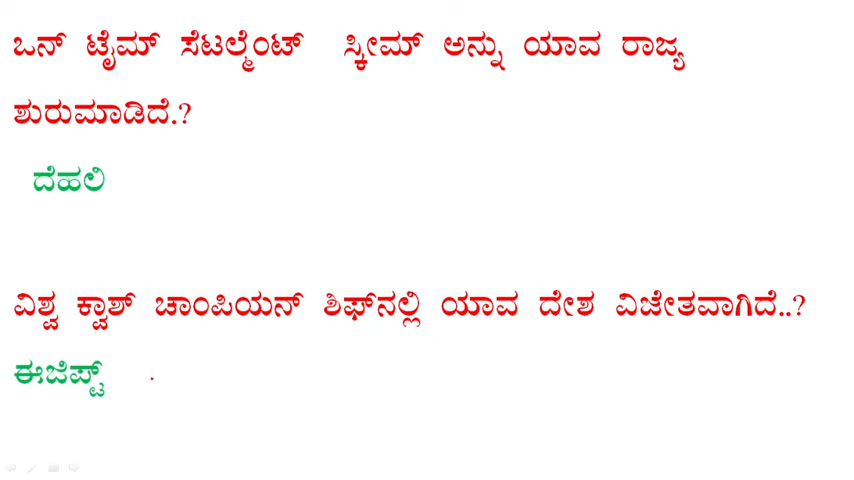 ಒನ್ ಟೈಮ್ ಸೆಟಲ್ಮೆಂಟ್ ಸ್ಕೀಮ್ ಅನ್ನು ಯಾವ ರಾಜ್ಯ
ಶುರುಮಾಡಿದೆ.?
ದೆಹಲಿ
ವಿಶ್ವ ಕ್ವಾಶ್ ಚಾಂಪಿಯನ್ ಶಿಫ್‌ನಲ್ಲಿ ಯಾವ ದೇಶ ವಿಜೇತವಾಗಿದೆ..?
ಈಜಿಪ್ಟ್